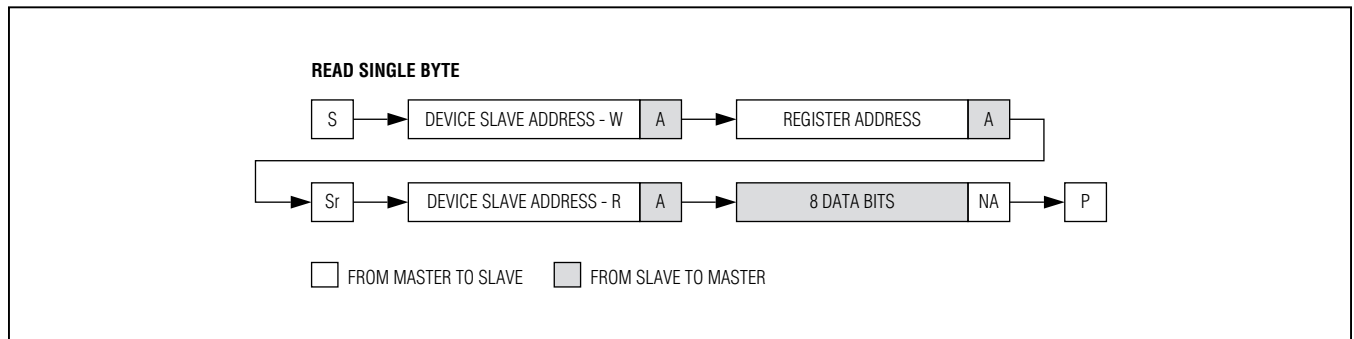 READ SINGLE BYTE
S DEVICE SLAVE ADDRESS - W A REGISTER ADDRESS A
Sr DEVICE SLAVE ADDRESS - R A 8 DATA BITS NA P
FROM MASTER TO SLAVE FROM SLAVE TO MASTER